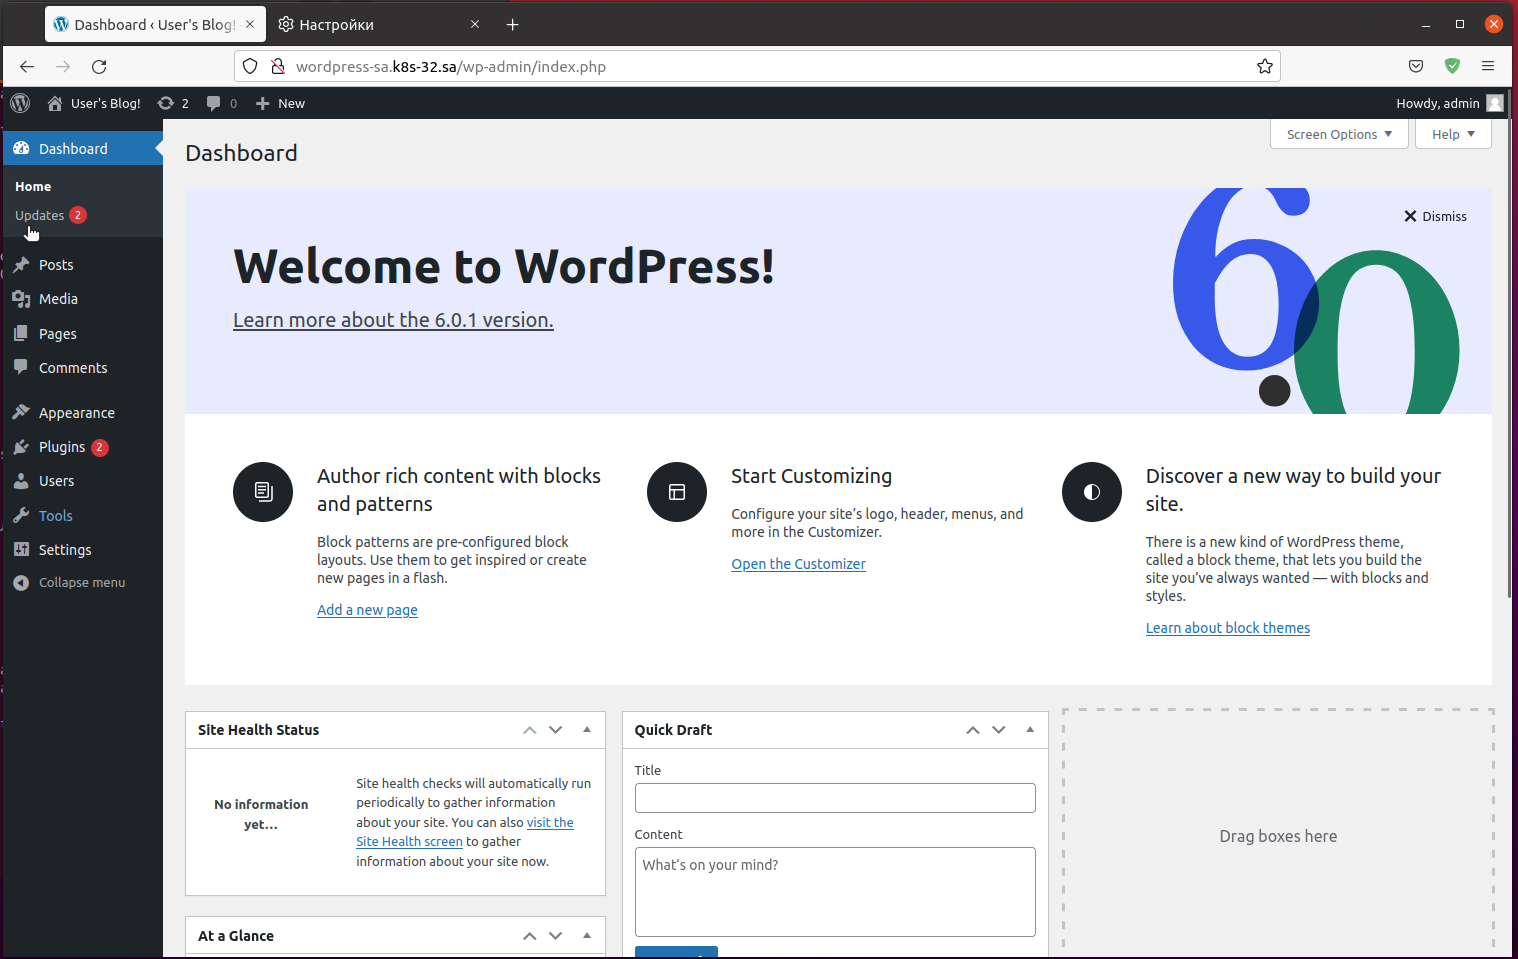 Dashboard ‹ User's Blog! –
Настройки
wordpress-sa.k8s-32.sa/wp-admin/index.php
User's Blog!
2
0
New
Howdy, admin
Dashboard
Home
Updates 2
Posts
Media
Pages
Comments
Appearance
Plugins 2
Users
Tools
Settings
Collapse menu
Dashboard
Screen Options
Help
Dismiss
Welcome to WordPress!
Learn more about the 6.0.1 version.
6.0
Author rich content with blocks
and patterns
Block patterns are pre-configured block
layouts. Use them to get inspired or create
new pages in a flash.
Add a new page
Start Customizing
Configure your site’s logo, header, menus, and
more in the Customizer.
Open the Customizer
Discover a new way to build your
site.
There is a new kind of WordPress theme,
called a block theme, that lets you build the
site you’ve always wanted — with blocks and
styles.
Learn about block themes
Site Health Status
No information
yet…
Site health checks will automatically run
periodically to gather information
about your site. You can also visit the
Site Health screen to gather
information about your site now.
At a Glance
Quick Draft
Title
Content
What’s on your mind?
Drag boxes here